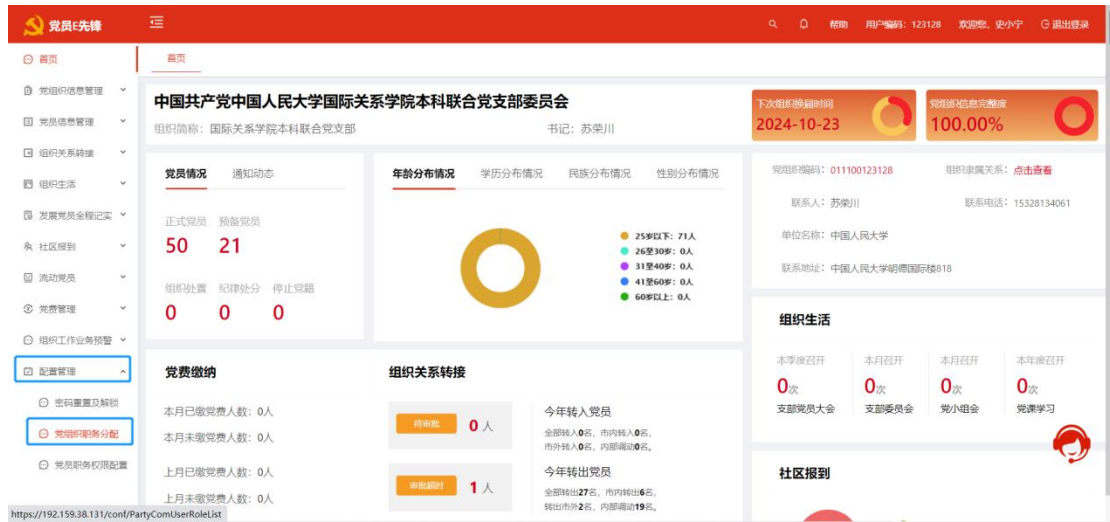 党员E先锋
帮助 用户编码：123128 欢迎您，史小宁 退出登录
首页
首页
党组织信息管理
党员信息管理
组织关系转接
组织生活
发展党员全程记实
社区报到
流动党员
党费管理
组织工作业务预警
配置管理
密码重置及解锁
党组织职务分配
党员职务权限配置
中国共产党中国人民大学国际关系学院本科联合党支部委员会
组织简称：国际关系学院本科联合党支部 书记：苏荣川
下次组织换届时间
2024-10-23
党组织信息完整度
100.00%
党员情况 通知动态
正式党员 预备党员
50 21
组织处置 纪律处分 停止党籍
0 0 0
年龄分布情况 学历分布情况 民族分布情况 性别分布情况
25岁以下：71人
26至30岁：0人
31至40岁：0人
41至60岁：0人
60岁以上：0人
党组织编码：011100123128 组织隶属关系：点击查看
联系人：苏荣川 联系电话：15328134061
单位名称：中国人民大学
联系地址：中国人民大学明德国际楼818
党费缴纳
本月已缴党费人数：0人
本月未缴党费人数：0人
上月已缴党费人数：0人
上月未缴党费人数：0人
组织关系转接
待审批 0 人
今年转入党员
全部转入0名，市内转入0名，
市外转入0名，内部调动0名。
审批超时 1 人
今年转出党员
全部转出27名，市内转出6名，
转出市外2名，内部调动19名。
组织生活
本季度召开 本月召开 本月召开 本年度召开
0次 0次 0次 0次
支部党员大会 支部委员会 党小组会 党课学习
社区报到
https://192.159.38.131/conf/PartyComUserRoleList